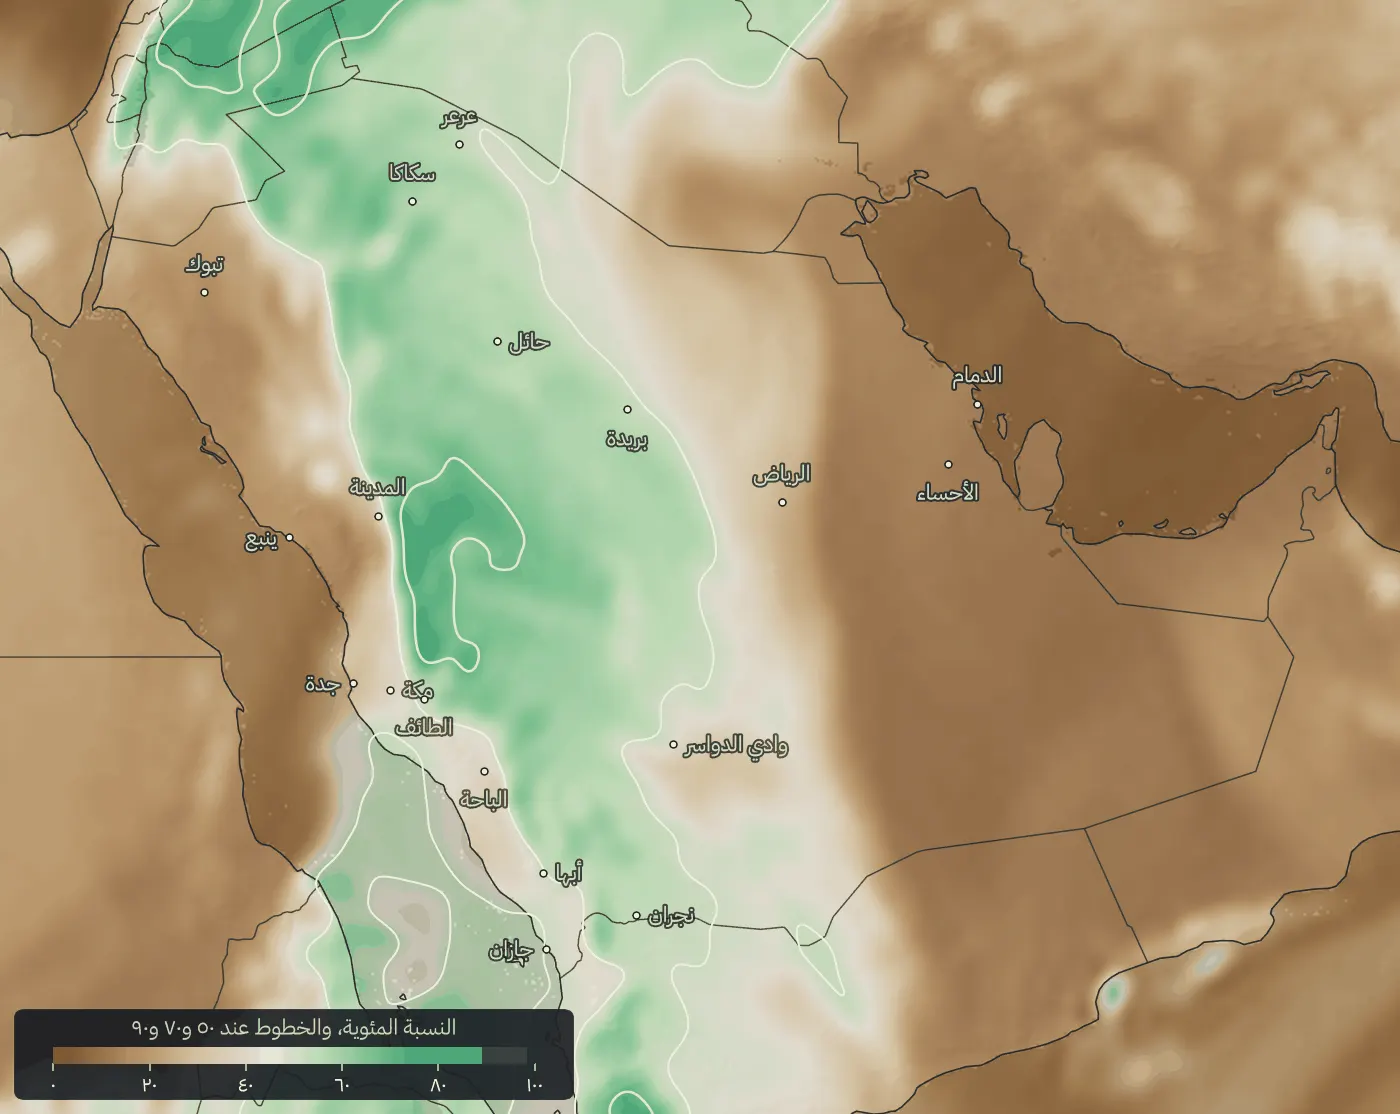 عرعر
سكاكا
تبوك
حائل
بريدة
الدمام
الرياض
الأحساء
المدينة
ينبع
جدة
مكة
الطائف
وادي الدواسر
الباحة
أبها
نجران
جازان
النسبة المئوية، والخطوط عند ٥٠ و٧٠ و٩٠
٠ ٢٠ ٤٠ ٦٠ ٨٠ ١٠٠